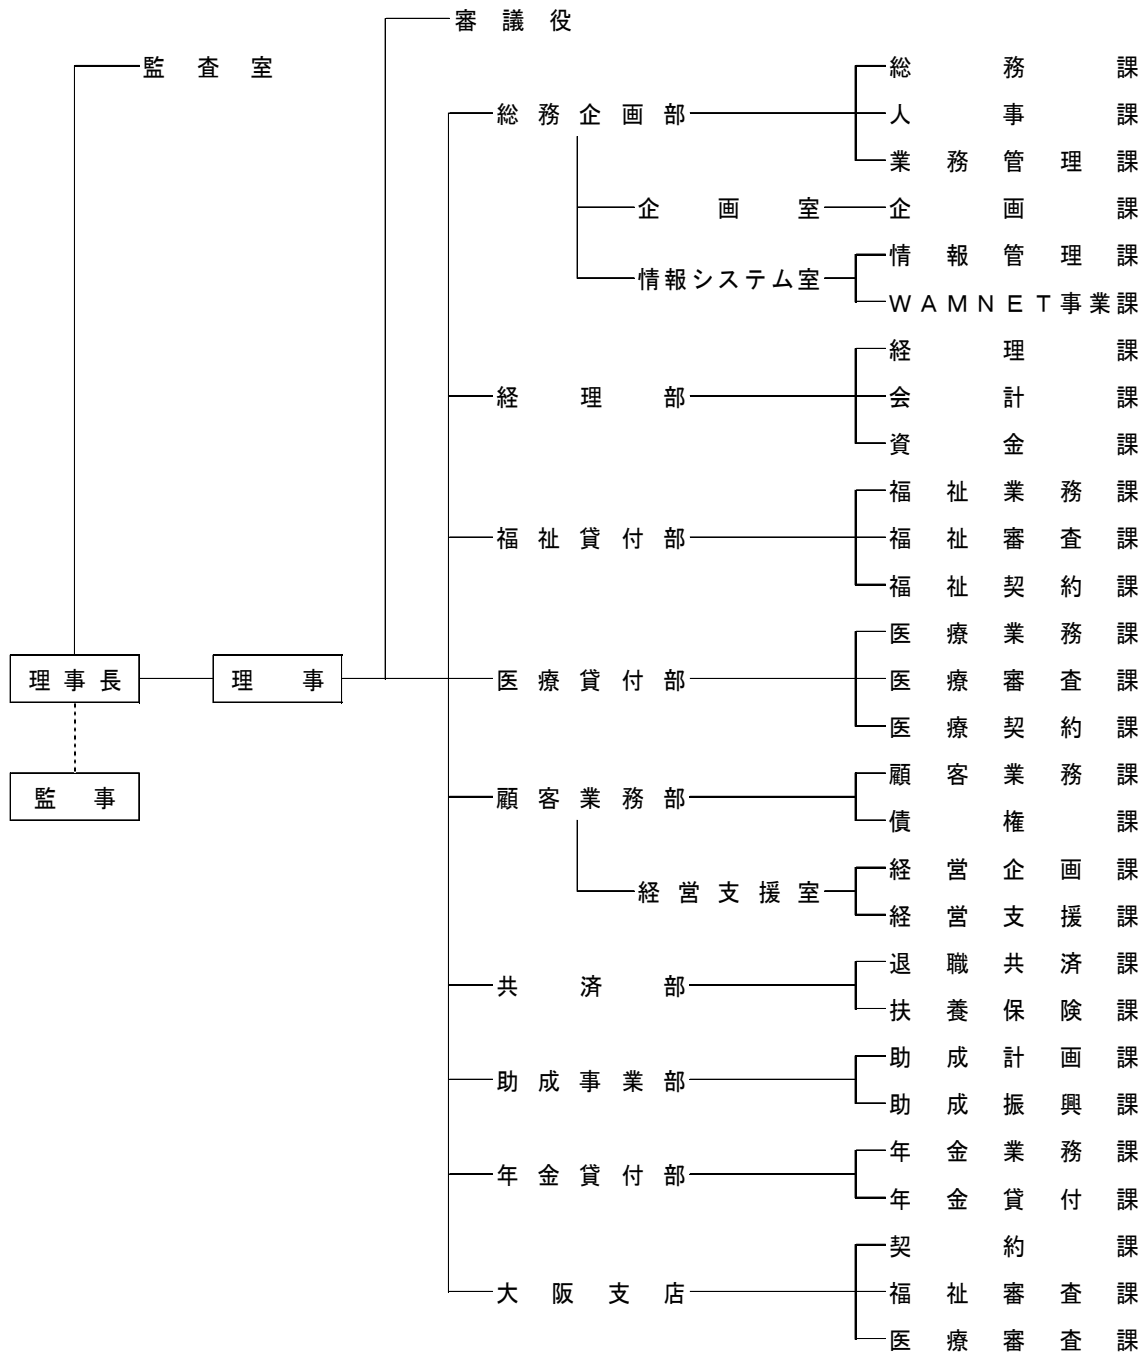 審議役
監査室
総務課
総務企画部
人事課
業務管理課
企画室
企画課
情報管理課
情報システム室
ＷＡＭＮＥＴ事業課
経理課
経理部
会計課
資金課
福祉業務課
福祉貸付部
福祉審査課
福祉契約課
医療業務課
理事長
理事
医療貸付部
医療審査課
医療契約課
監事
顧客業務課
顧客業務部
債権課
経営企画課
経営支援室
経営支援課
退職共済課
共済部
扶養保険課
助成計画課
助成事業部
助成振興課
年金業務課
年金貸付部
年金貸付課
契約課
大阪支店
福祉審査課
医療審査課